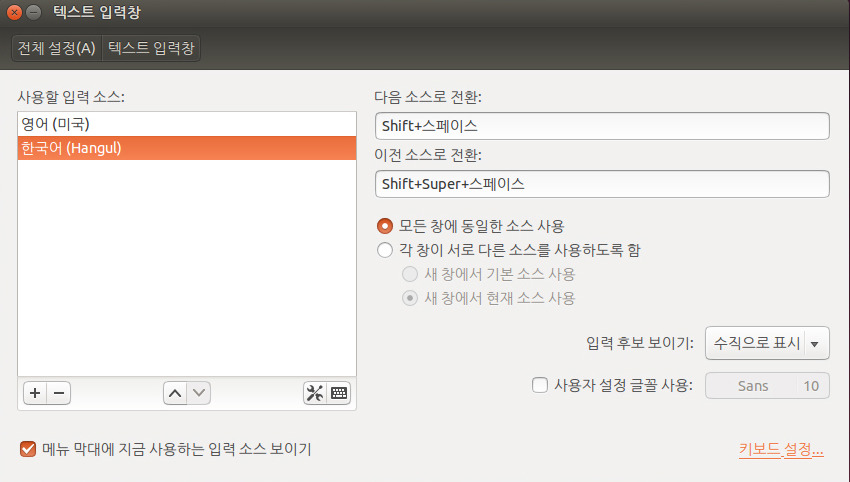 텍스트 입력창
전체 설정(A) 텍스트 입력창
사용할 입력 소스:
영어 (미국)
한국어 (Hangul)
다음 소스로 전환:
Shift+스페이스
이전 소스로 전환:
Shift+Super+스페이스
모든 창에 동일한 소스 사용
각 창이 서로 다른 소스를 사용하도록 함
새 창에서 기본 소스 사용
새 창에서 현재 소스 사용
입력 후보 보이기: 수직으로 표시
사용자 설정 글꼴 사용: Sans 10
메뉴 막대에 지금 사용하는 입력 소스 보이기
키보드 설정...